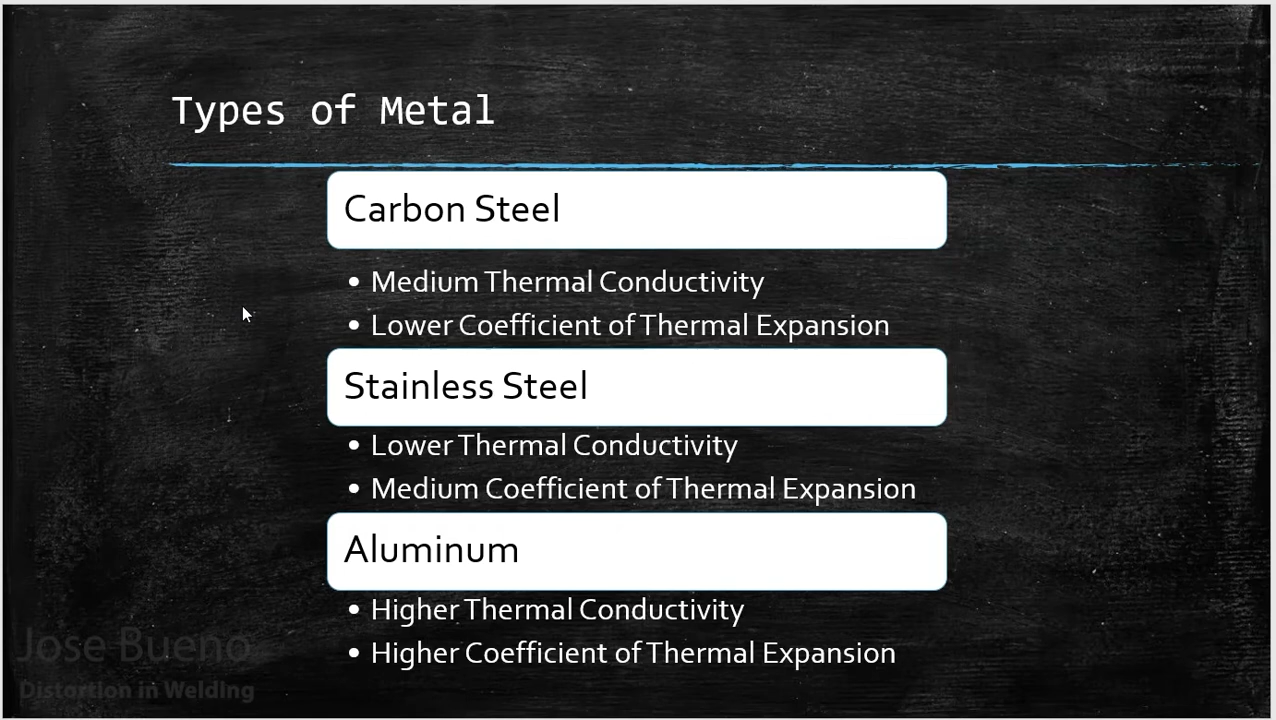 Types of Metal
Carbon Steel
• Medium Thermal Conductivity
• Lower Coefficient of Thermal Expansion
Stainless Steel
• Lower Thermal Conductivity
• Medium Coefficient of Thermal Expansion
Aluminum
• Higher Thermal Conductivity
• Higher Coefficient of Thermal Expansion
Jose Bueno
Distortion in Welding